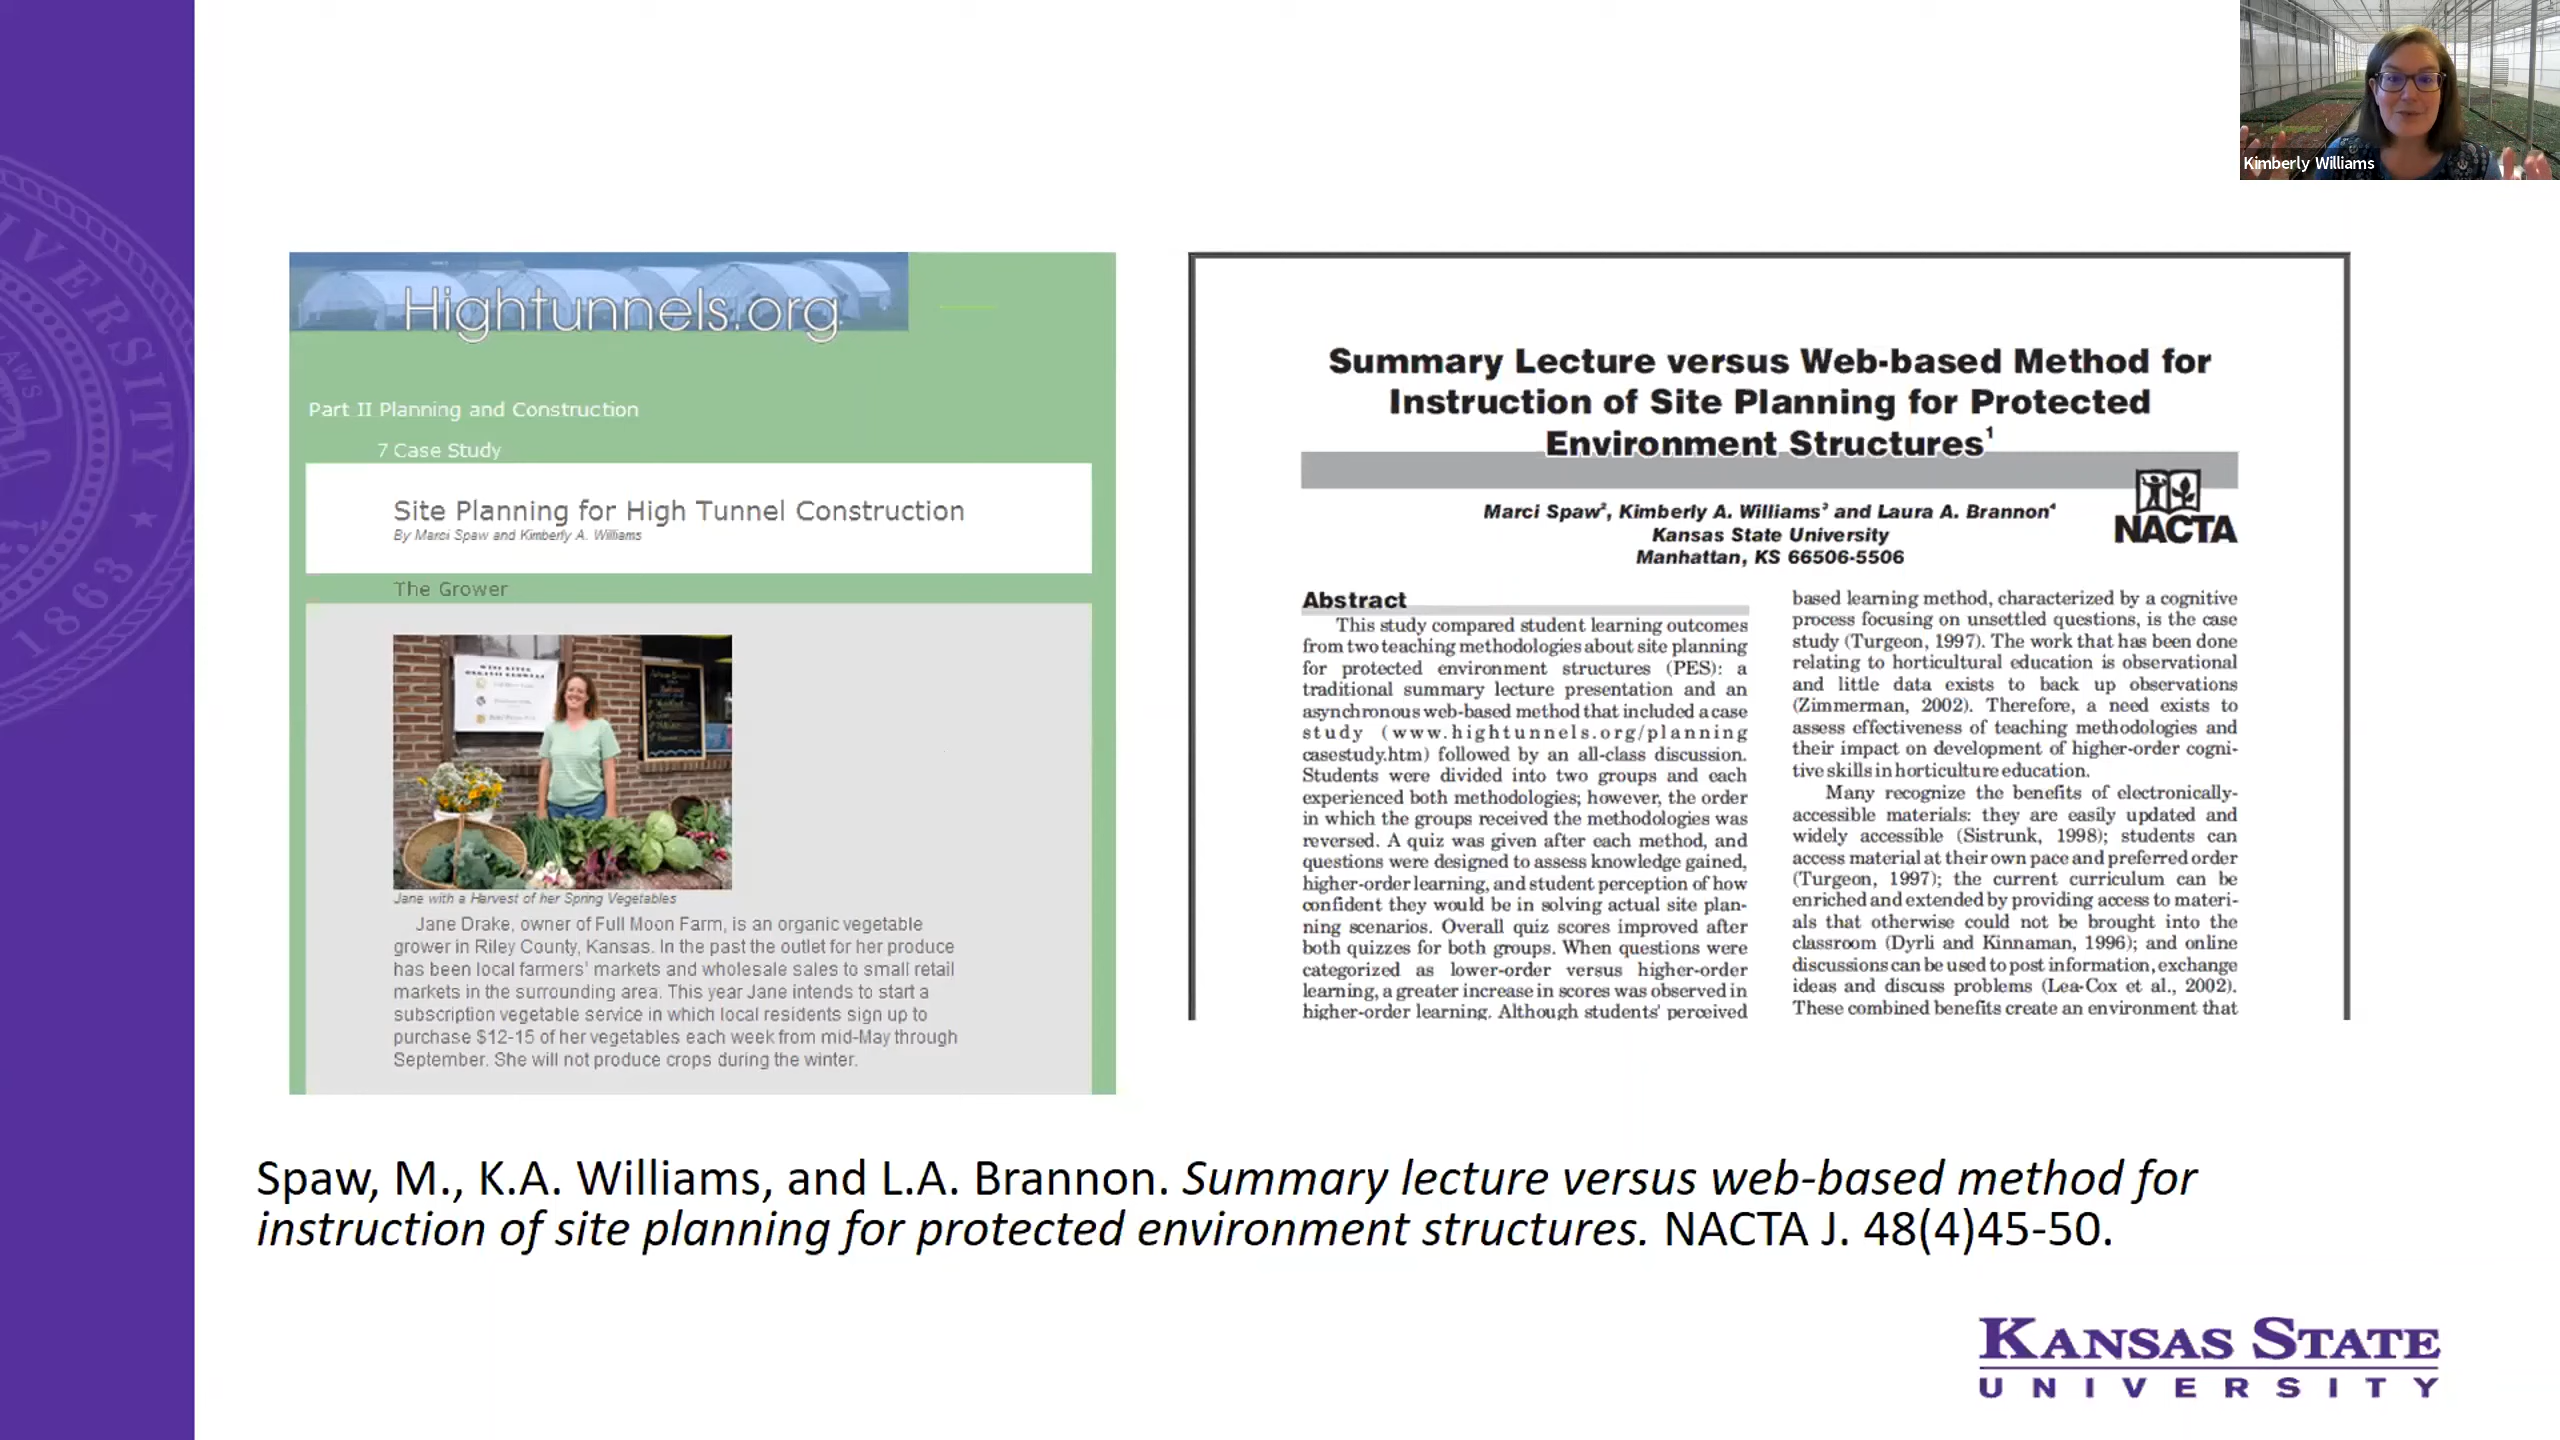 Kimberly Williams
Hightunnels.org
Part II Planning and Construction
7 Case Study
Site Planning for High Tunnel Construction
By Marci Spaw and Kimberly A. Williams
The Grower
Jane with a Harvest of her Spring Vegetables
Jane Drake, owner of Full Moon Farm, is an organic vegetable
grower in Riley County, Kansas. In the past the outlet for her produce
has been local farmers' markets and wholesale sales to small retail
markets in the surrounding area. This year Jane intends to start a
subscription vegetable service in which local residents sign up to
purchase $12-15 of her vegetables each week from mid-May through
September. She will not produce crops during the winter.
Summary Lecture versus Web-based Method for
Instruction of Site Planning for Protected
Environment Structures¹
Marci Spaw², Kimberly A. Williams³ and Laura A. Brannon⁴
Kansas State University
Manhattan, KS 66506-5506
NACTA
Abstract
This study compared student learning outcomes
from two teaching methodologies about site planning
for protected environment structures (PES): a
traditional summary lecture presentation and an
asynchronous web-based method that included a case
study (www.hightunnels.org/planning
casestudy.htm) followed by an all-class discussion.
Students were divided into two groups and each
experienced both methodologies; however, the order
in which the groups received the methodologies was
reversed. A quiz was given after each method, and
questions were designed to assess knowledge gained,
higher-order learning, and student perception of how
confident they would be in solving actual site plan-
ning scenarios. Overall quiz scores improved after
both quizzes for both groups. When questions were
categorized as lower-order versus higher-order
learning, a greater increase in scores was observed in
higher-order learning. Although students' perceived
based learning method, characterized by a cognitive
process focusing on unsettled questions, is the case
study (Turgeon, 1997). The work that has been done
relating to horticultural education is observational
and little data exists to back up observations
(Zimmerman, 2002). Therefore, a need exists to
assess effectiveness of teaching methodologies and
their impact on development of higher-order cogni-
tive skills in horticulture education.
Many recognize the benefits of electronically-
accessible materials: they are easily updated and
widely accessible (Sistrunk, 1998); students can
access material at their own pace and preferred order
(Turgeon, 1997); the current curriculum can be
enriched and extended by providing access to materi-
als that otherwise could not be brought into the
classroom (Dyrli and Kinnaman, 1996); and online
discussions can be used to post information, exchange
ideas and discuss problems (Lea-Cox et al., 2002).
These combined benefits create an environment that
Spaw, M., K.A. Williams, and L.A. Brannon. Summary lecture versus web-based method for
instruction of site planning for protected environment structures. NACTA J. 48(4)45-50.
KANSAS STATE
UNIVERSITY
1863